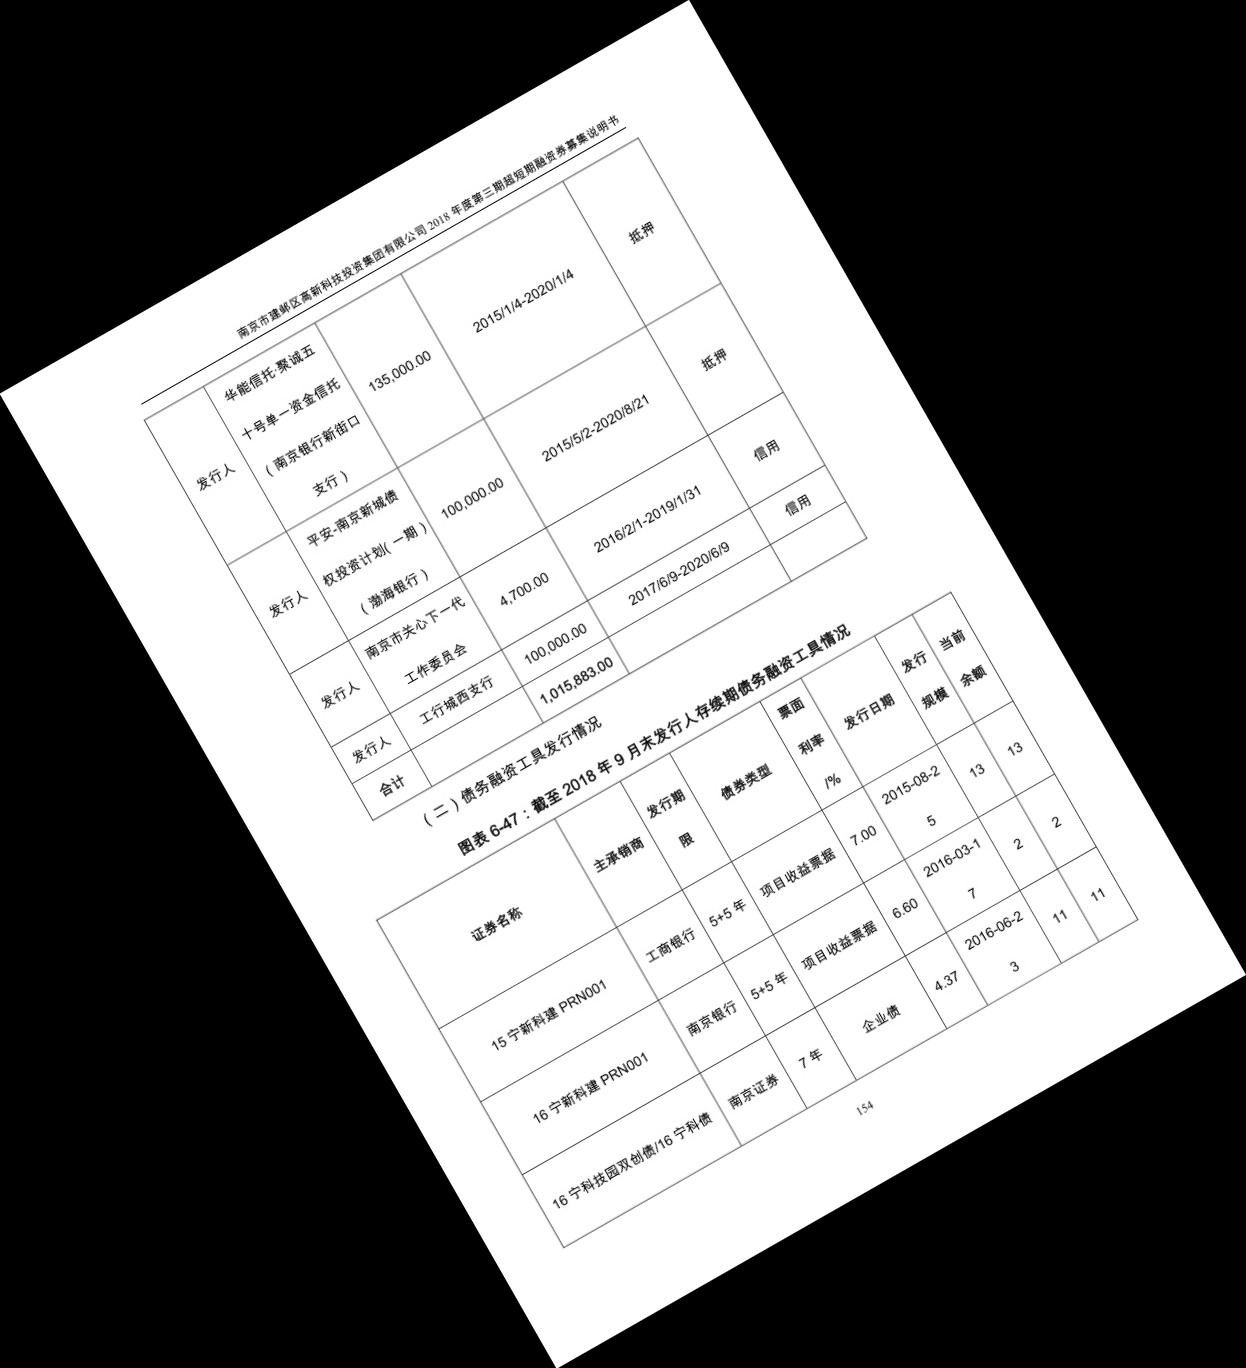 南京市建邺区高新科技投资集团有限公司 2018 年度第三期超短期融资券募集说明书
发行人
华能信托·聚诚五
十号单一资金信托
（南京银行新街口
支行）
135,000.00
2015/1/4-2020/1/4
抵押
发行人
平安-南京新城债
权投资计划(一期)
（渤海银行）
100,000.00
2015/5/2-2020/8/21
抵押
发行人
南京市关心下一代
工作委员会
4,700.00
2016/2/1-2019/1/31
信用
发行人
工行城西支行
100,000.00
2017/6/9-2020/6/9
信用
合计
1,015,883.00
（二）债务融资工具发行情况
图表 6-47：截至 2018 年 9 月末发行人存续期债务融资工具情况
证券名称
主承销商
发行期
限
债券类型
票面
利率
/%
发行日期
发行
规模
当前
余额
15 宁新科建 PRN001
工商银行
5+5 年
项目收益票据
7.00
2015-08-2
5
13
13
16 宁新科建 PRN001
南京银行
5+5 年
项目收益票据
6.60
2016-03-1
7
2
2
16 宁科技园双创债/16 宁科债
南京证券
7 年
企业债
4.37
2016-06-2
3
11
11
154